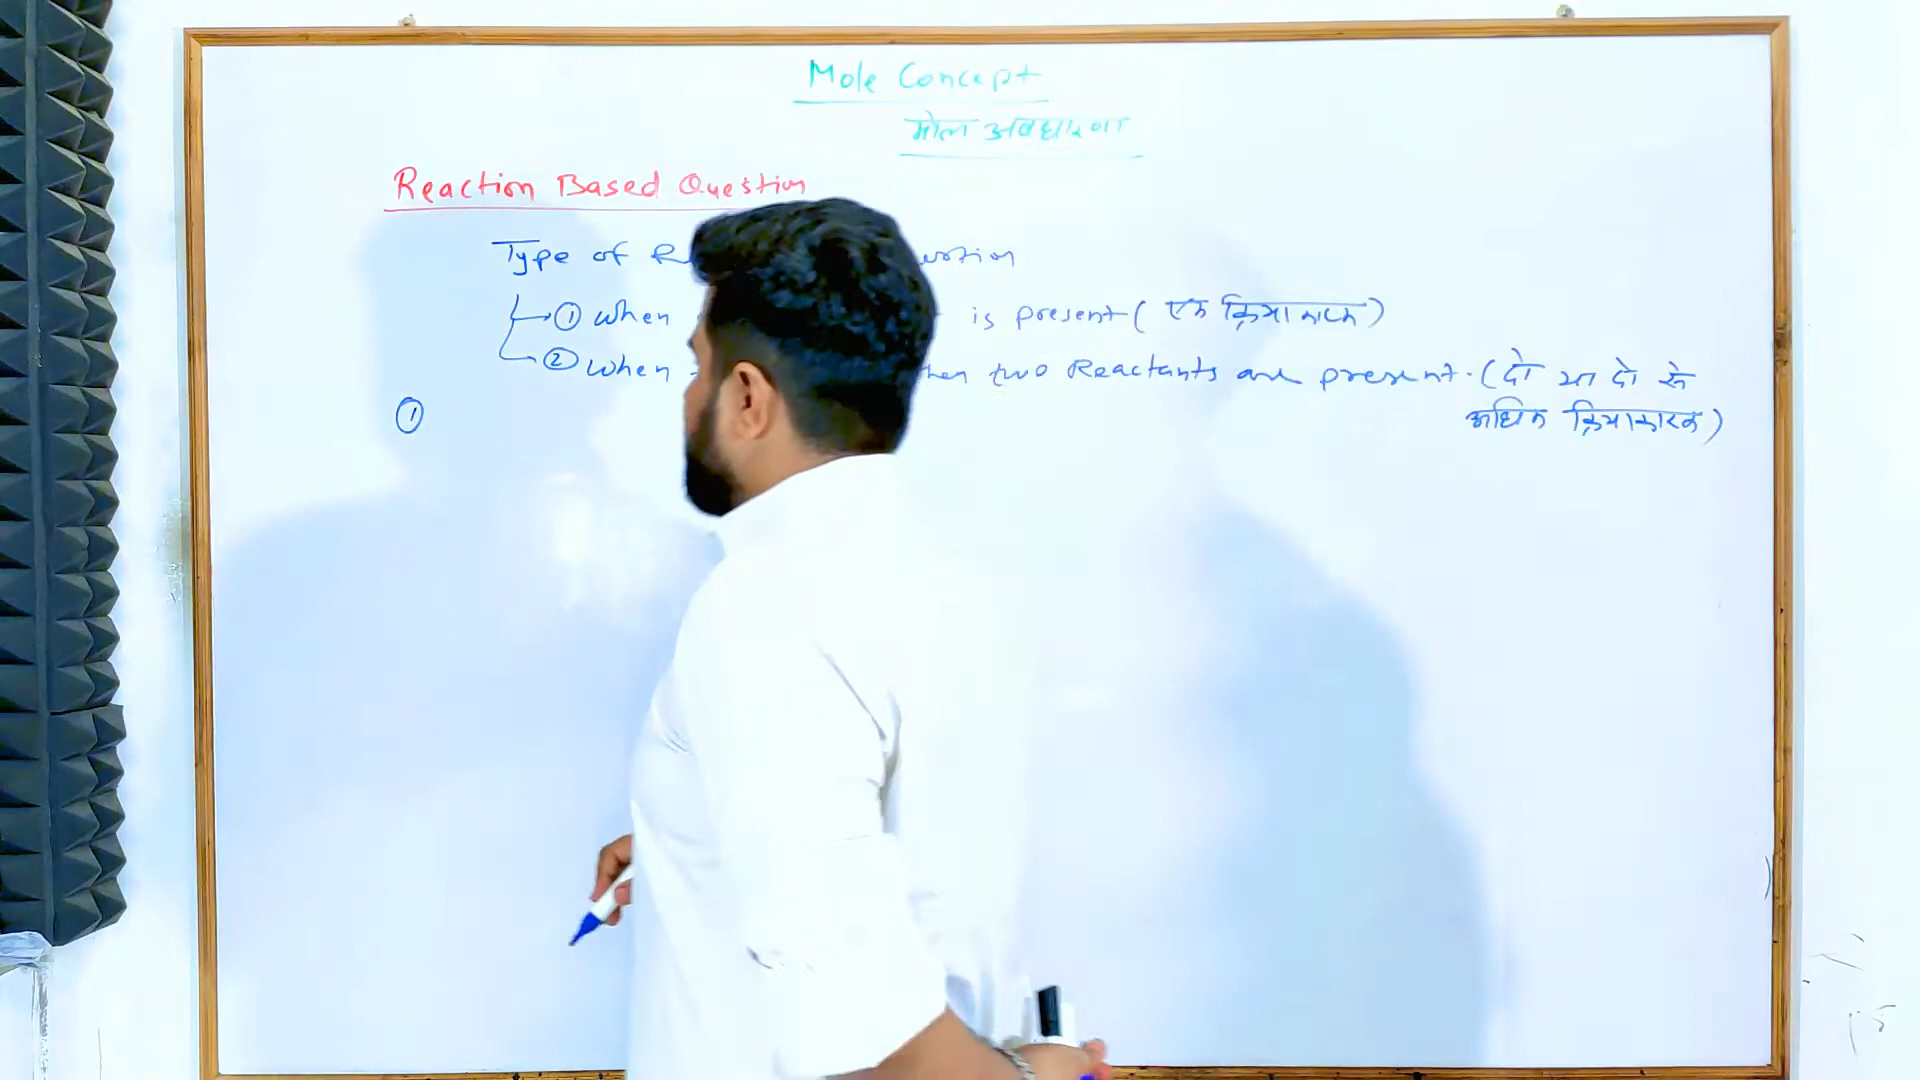 Mole Concept
मोल अवधारणा
Reaction Based Question
Type of
① When is present ( एक क्रियाकारक )
② When two Reactants are present. ( दो या दो से
अधिक क्रियाकारक )
①